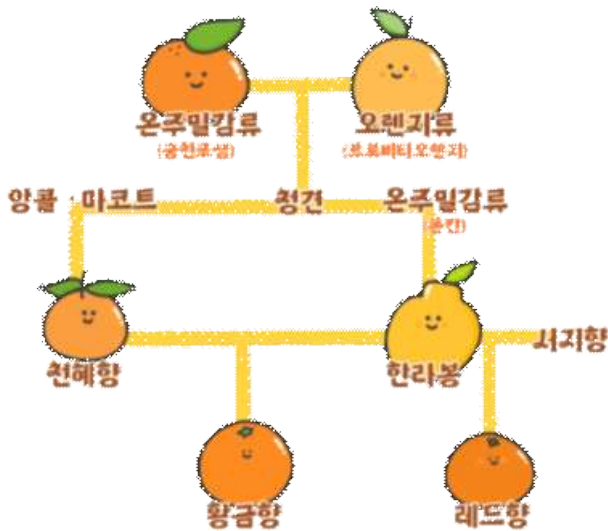 온주밀감류 오렌지류
(궁천조생) (트로비타 오렌지)
앙콜 · 마코트 청견 온주밀감류
(폰칸)
천혜향 한라봉 서지향
황금향 레드향